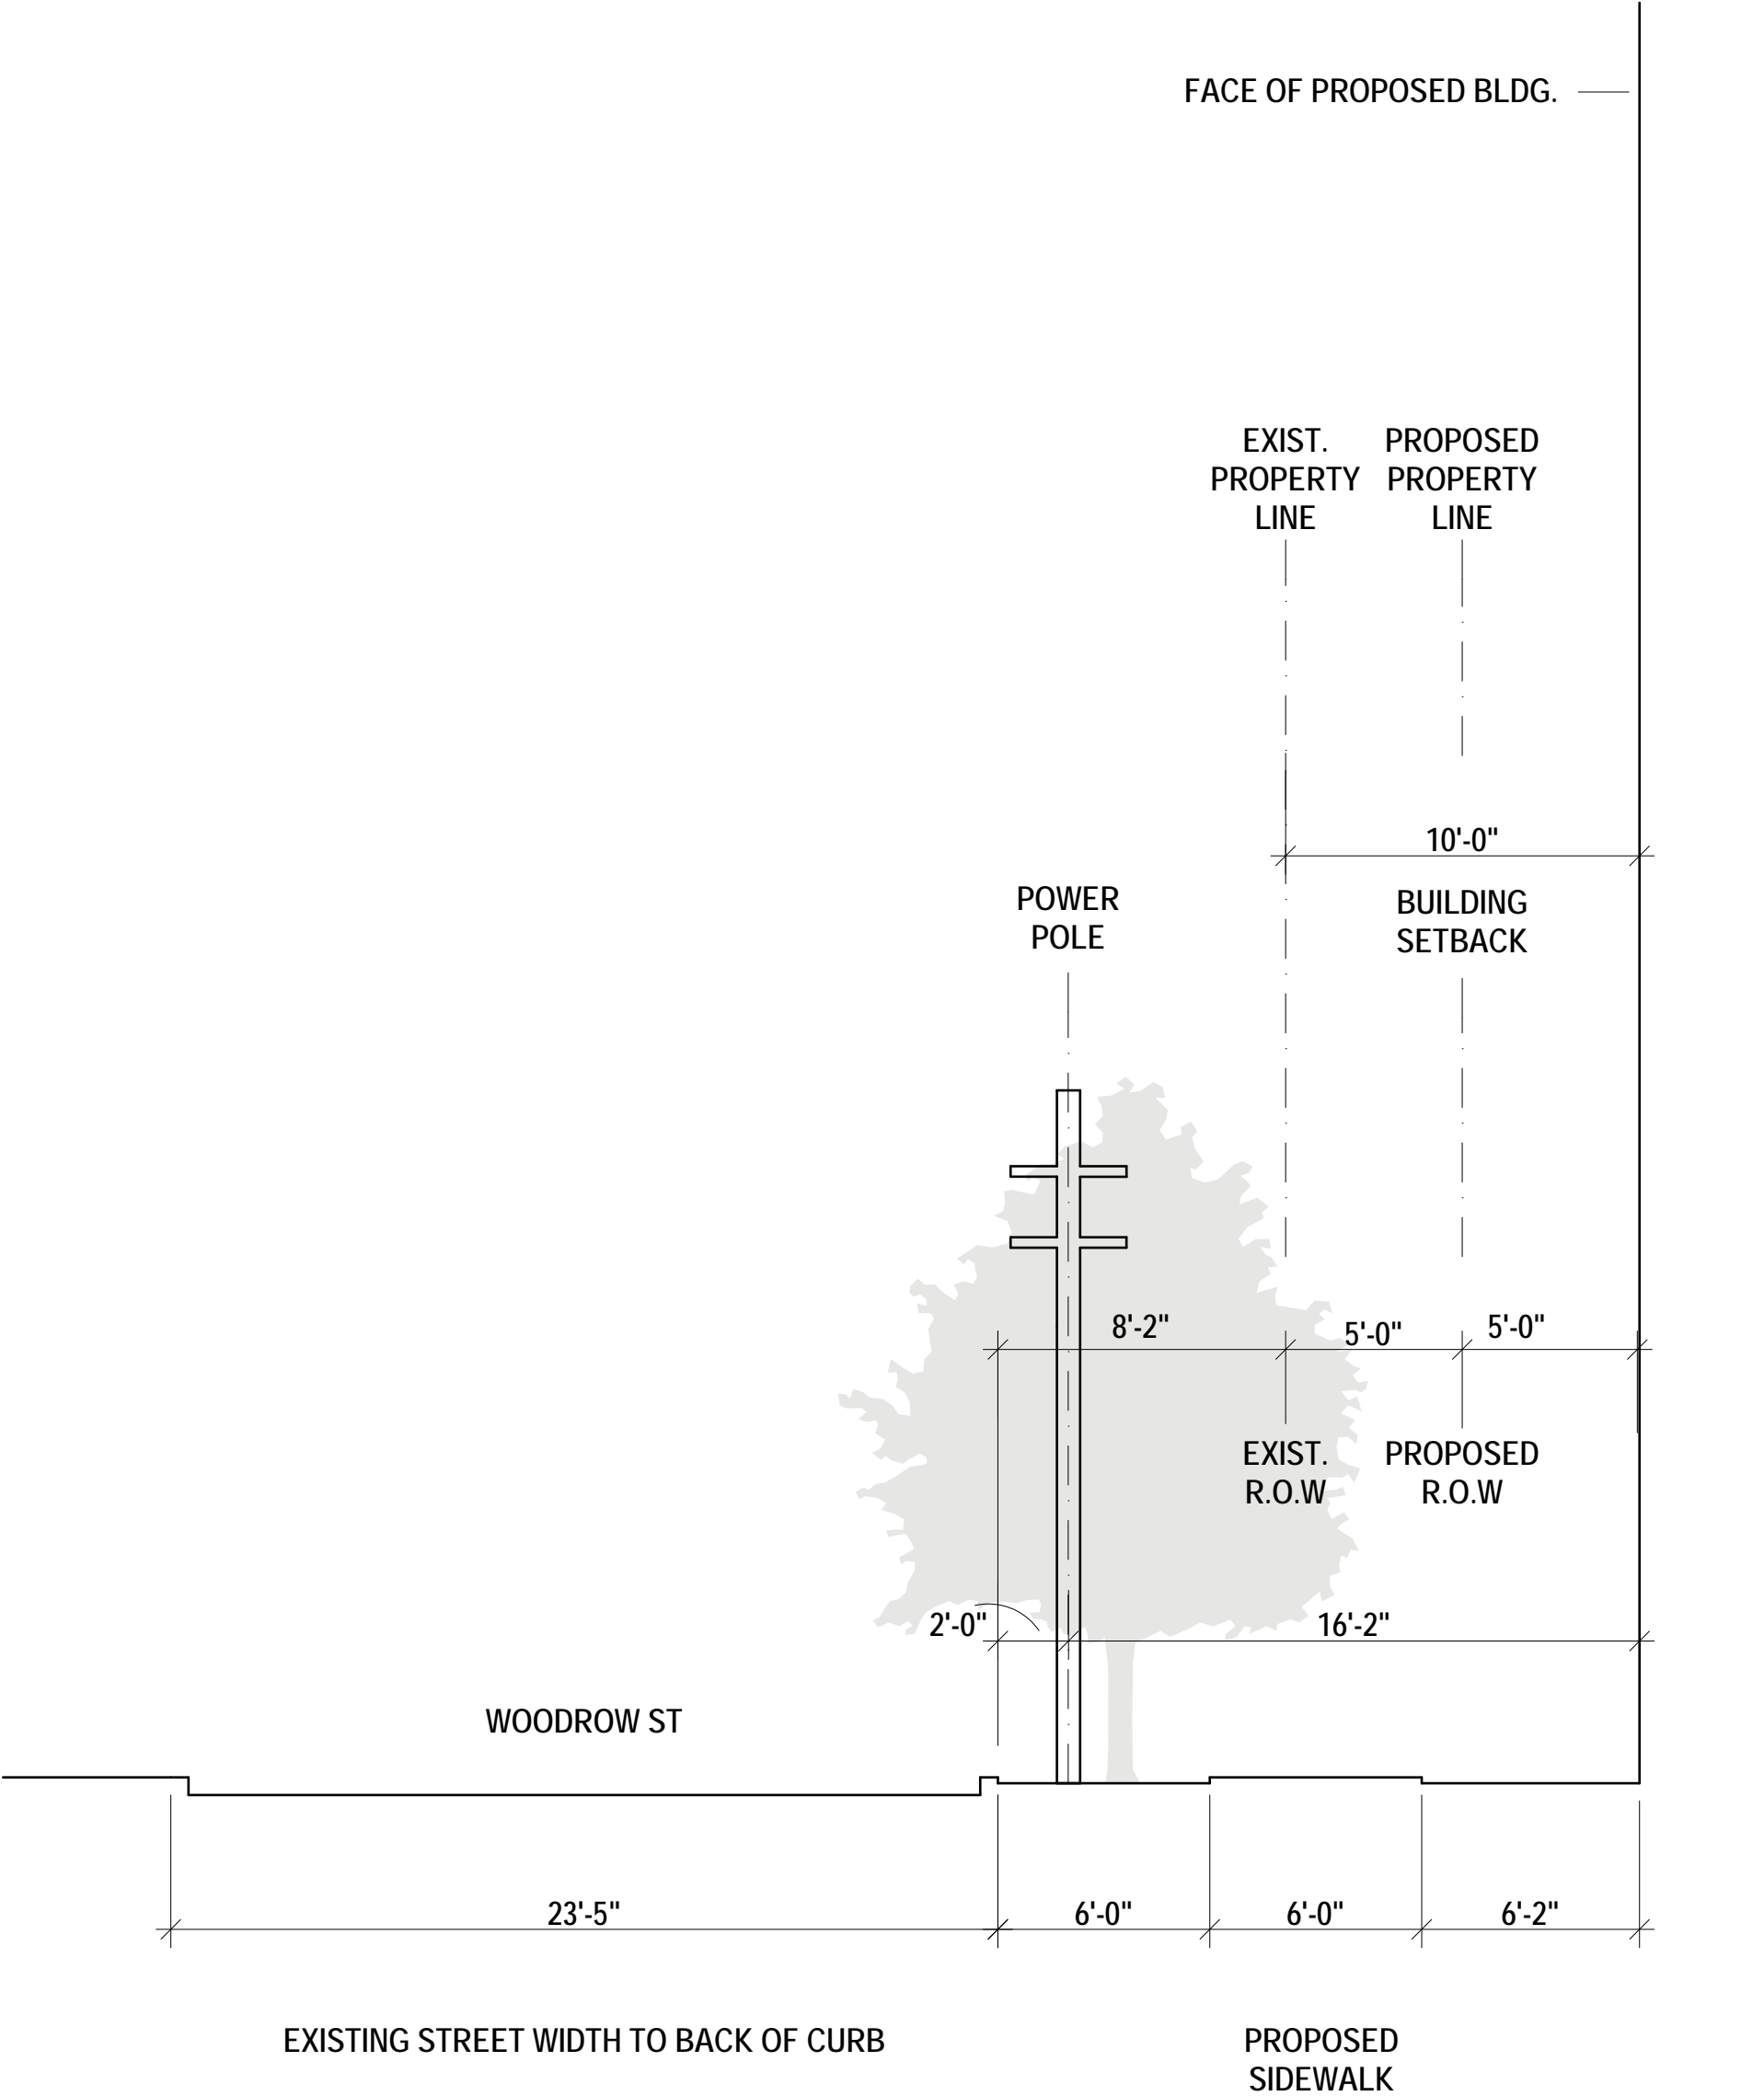 FACE OF PROPOSED BLDG.
EXIST.
PROPERTY
LINE
PROPOSED
PROPERTY
LINE
10'-0"
POWER
POLE
BUILDING
SETBACK
8'-2"
5'-0"
5'-0"
EXIST.
R.O.W
PROPOSED
R.O.W
2'-0"
16'-2"
WOODROW ST
23'-5"
6'-0"
6'-0"
6'-2"
EXISTING STREET WIDTH TO BACK OF CURB
PROPOSED
SIDEWALK